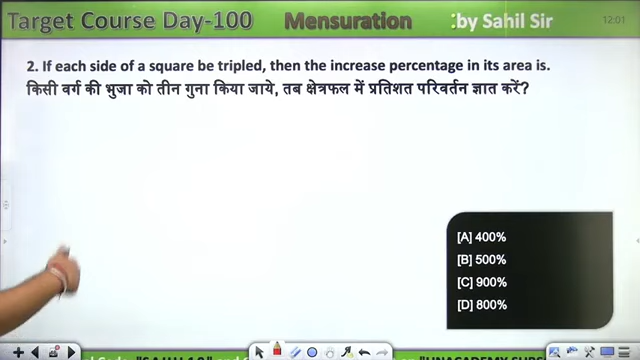 Target Course Day-100 Mensuration :by Sahil Sir 12:01
2. If each side of a square be tripled, then the increase percentage in its area is.
किसी वर्ग की भुजा को तीन गुना किया जाये, तब क्षेत्रफल में प्रतिशत परिवर्तन ज्ञात करें?
[A] 400%
[B] 500%
[C] 900%
[D] 800%